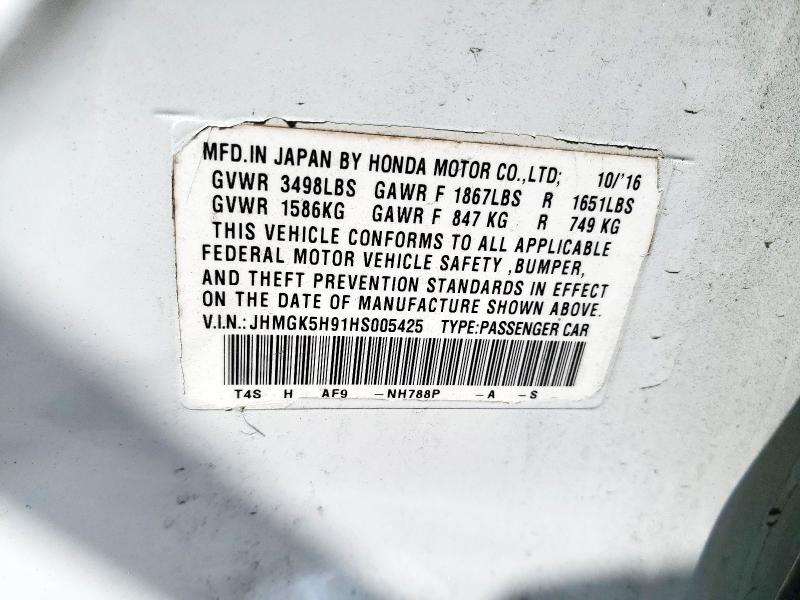 MFD.IN JAPAN BY HONDA MOTOR CO.,LTD; 10/'16
GVWR 3498LBS GAWR F 1867LBS R 1651LBS
GVWR 1586KG GAWR F 847 KG R 749 KG
THIS VEHICLE CONFORMS TO ALL APPLICABLE
FEDERAL MOTOR VEHICLE SAFETY ,BUMPER,
AND THEFT PREVENTION STANDARDS IN EFFECT
ON THE DATE OF MANUFACTURE SHOWN ABOVE.
V.I.N.: JHMGK5H91HS005425 TYPE:PASSENGER CAR
T4S H AF9 -NH788P -A -S